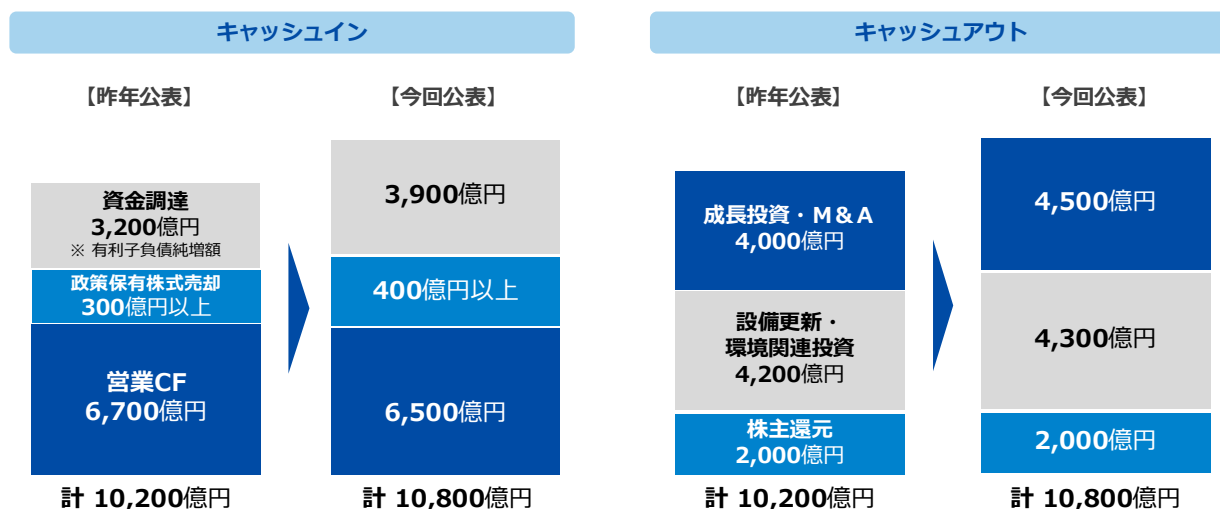 キャッシュイン
【昨年公表】
【今回公表】
資金調達
3,200億円
※ 有利子負債純増額
政策保有株式売却
300億円以上
営業CF
6,700億円
計 10,200億円
3,900億円
400億円以上
6,500億円
計 10,800億円
キャッシュアウト
【昨年公表】
【今回公表】
成長投資・M&A
4,000億円
設備更新・
環境関連投資
4,200億円
株主還元
2,000億円
計 10,200億円
4,500億円
4,300億円
2,000億円
計 10,800億円